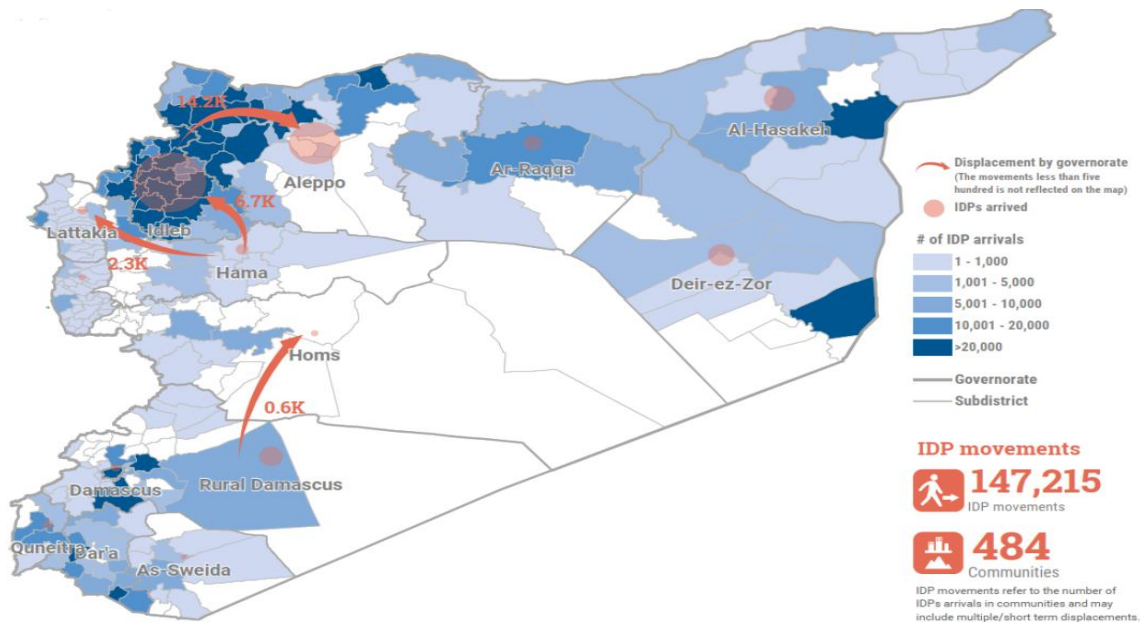 14.2K
Aleppo
6.7K
Idleb
Lattakia
2.3K
Hama
Ar-Raqqa
Al-Hasakeh
Deir-ez-Zor
Homs
0.6K
Damascus
Rural Damascus
Quneitra
Dar'a
As-Sweida
Displacement by governorate
(The movements less than five
hundred is not reflected on the map)
IDPs arrived
# of IDP arrivals
1 - 1,000
1,001 - 5,000
5,001 - 10,000
10,001 - 20,000
>20,000
Governorate
Subdistrict
IDP movements
147,215
IDP movements
484
Communities
IDP movements refer to the number of
IDPs arrivals in communities and may
include multiple/short term displacements.